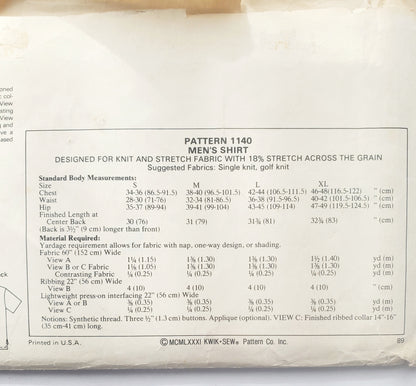 oned
col-
View
sting
View
and
ve a
ased
ck
PATTERN 1140
MEN'S SHIRT
DESIGNED FOR KNIT AND STRETCH FABRIC WITH 18% STRETCH ACROSS THE GRAIN
Suggested Fabrics: Single knit, golf knit
Standard Body Measurements:
Size S M L XL
Chest 34-36 (86.5-91.5) 38-40 (96.5-101.5) 42-44 (106.5-111.5) 46-48(116.5-122) " (cm)
Waist 28-30 (71-76) 32-34 (81-86.5) 36-38 (91.5-96.5) 40-42 (101.5-106.5) " (cm)
Hip 35-37 (89-94) 39-41 (99-104) 43-45 (109-114) 47-49 (119.5-124.5) " (cm)
Finished Length at
Center Back 30 (76) 31 (79) 31¾ (81) 32¾ (83) " (cm)
(Back is 3½" (9 cm) longer than front)
Material Required:
Yardage requirement allows for fabric with nap, one-way design, or shading.
Fabric 60" (152 cm) Wide
View A 1¼ (1.15) 1⅜ (1.30) 1⅜ (1.30) 1½ (1.40) yd (m)
View B or C Fabric 1⅛ (1.05) 1⅜ (1.30) 1⅜ (1.30) 1⅜ (1.30) yd (m)
Contrasting Fabric ¼ (0.25) ¼ (0.25) ¼ (0.25) ¼ (0.25) yd (m)
Ribbing 22" (56 cm) Wide
View B 4 (10) 4 (10) 4 (10) 4 (10) " (cm)
Lightweight press-on interfacing 22" (56 cm) Wide
View A or B ⅜ (0.35) ⅜ (0.35) ⅜ (0.35) ⅜ (0.35) yd (m)
View C ¼ (0.25) ¼ (0.25) ¼ (0.25) ¼ (0.25) yd (m)
Notions: Synthetic thread. Three ½" (1.3 cm) buttons. Applique (optional). VIEW C: Finished ribbed collar 14"-16"
(35 cm-41 cm) long.
Printed in U.S.A. ©MCMLXXXI KWIK•SEW® Pattern Co. Inc. 89